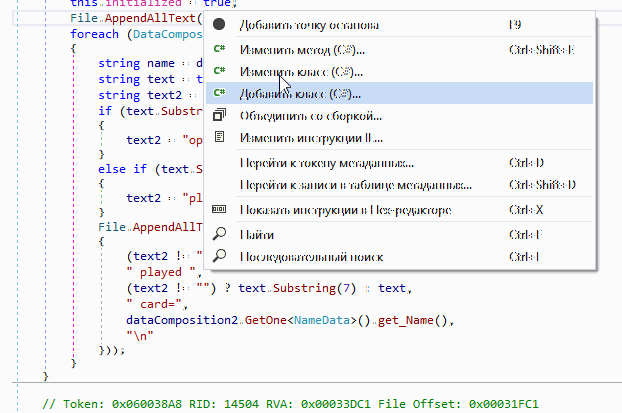 this.initialized = true;
File.AppendAllText(
foreach (DataCompos
{
string name = d
string text = t
string text2 =
if (text.Substr
{
text2 = "op
}
else if (text.S
{
text2 = "pl
}
File.AppendAllT
{
(text2 != "
" played ",
(text2 != "") ? text.Substring(7) : text,
" card=",
dataComposition2.GetOne<NameData>().get_Name(),
"\n"
}));
}
}
// Token: 0x060038A8 RID: 14504 RVA: 0x00033DC1 File Offset: 0x00031FC1
Добавить точку останова F9
C# Изменить метод (C#)... Ctrl+Shift+E
C# Изменить класс (C#)...
C# Добавить класс (C#)...
Объединить со сборкой...
Изменить инструкции IL...
Перейти к токену метаданных... Ctrl+D
Перейти к записи в таблице метаданных... Ctrl+Shift+D
Показать инструкции в Hex-редакторе Ctrl+X
Найти Ctrl+F
Последовательный поиск Ctrl+I